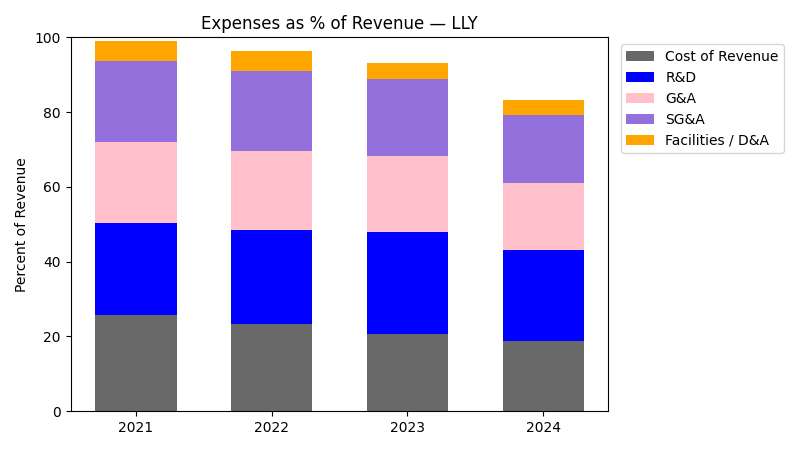 Expenses as % of Revenue — LLY
Percent of Revenue
100
80
60
40
20
0
2021
2022
2023
2024
Cost of Revenue
R&D
G&A
SG&A
Facilities / D&A